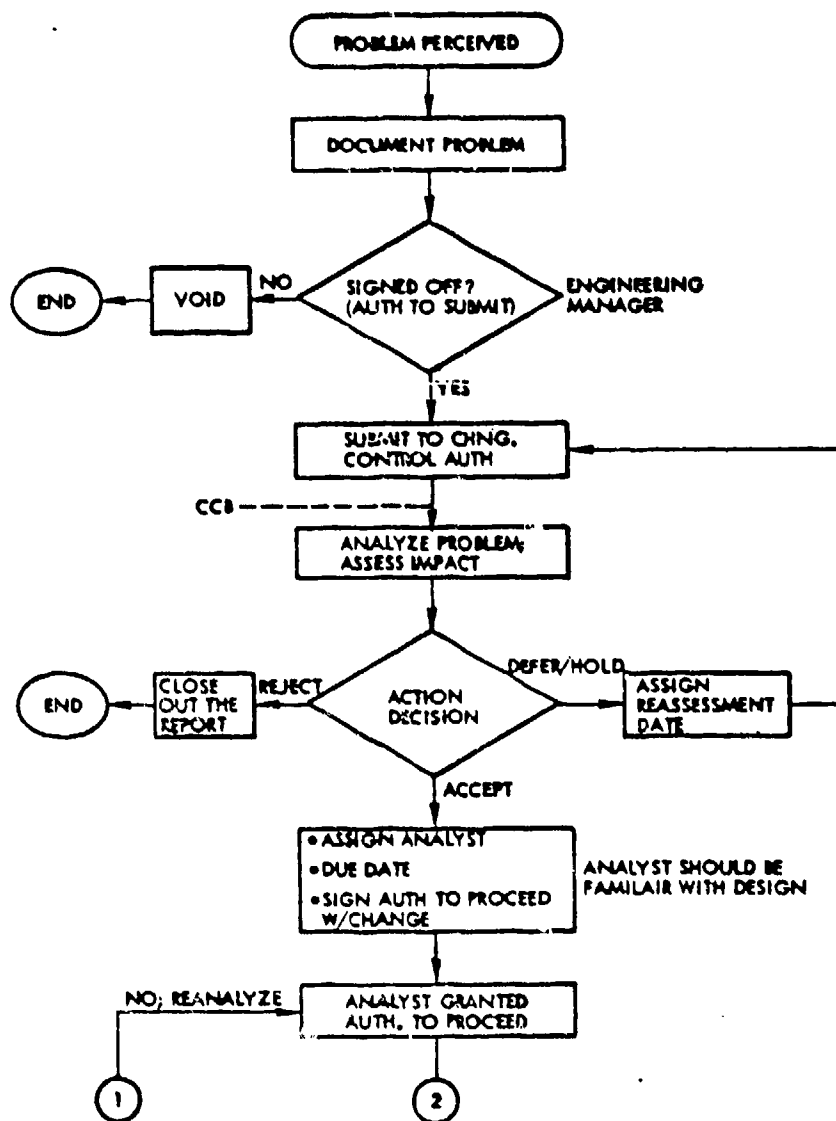 PROBLEM PERCEIVED
DOCUMENT PROBLEM
SIGNED OFF?
(AUTH TO SUBMIT)
ENGINEERING
MANAGER
NO
VOID
END
YES
SUBMIT TO CHNG.
CONTROL AUTH
CCB
ANALYZE PROBLEM;
ASSESS IMPACT
ACTION
DECISION
REJECT
CLOSE
OUT THE
REPORT
END
DEFER/HOLD
ASSIGN
REASSESSMENT
DATE
ACCEPT
• ASSIGN ANALYST
• DUE DATE
• SIGN AUTH TO PROCEED
W/CHANGE
ANALYST SHOULD BE
FAMILAIR WITH DESIGN
NO; REANALYZE
ANALYST GRANTED
AUTH. TO PROCEED
1
2